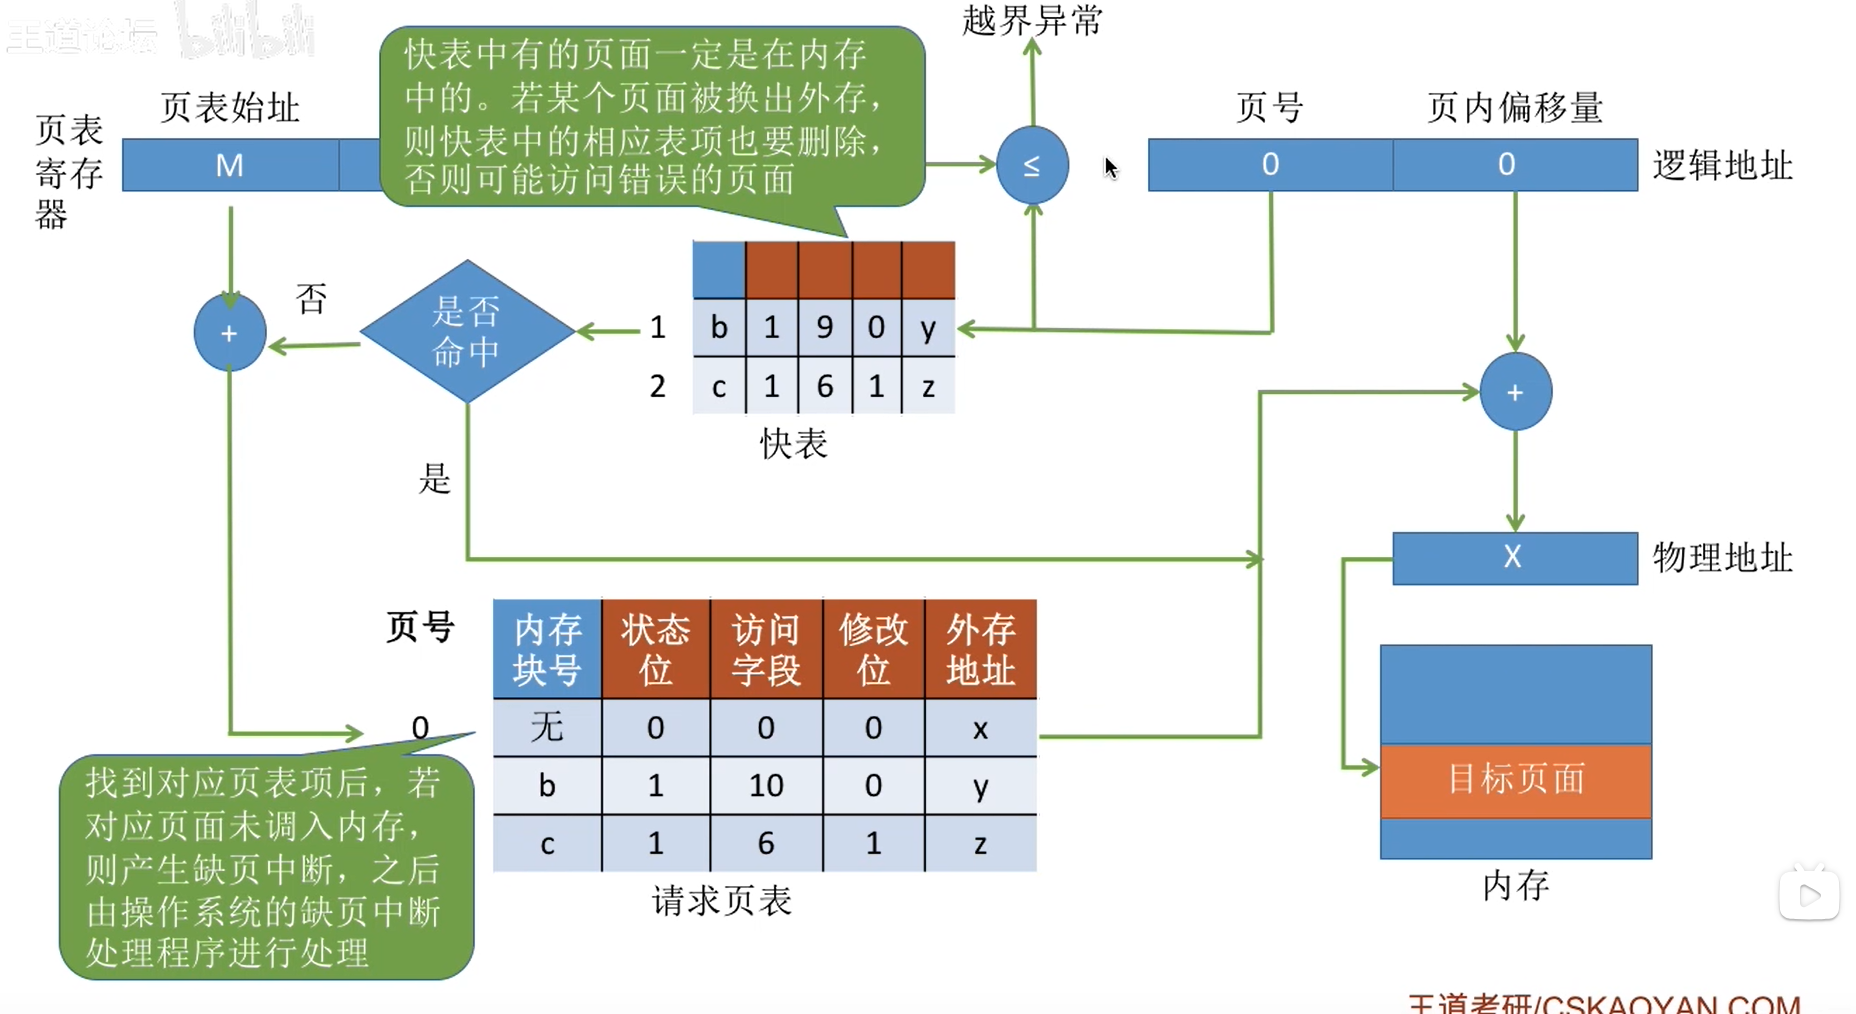 王道论坛 bilibili
越界异常
快表中有的页面一定是在内存
中的。若某个页面被换出外存，
则快表中的相应表项也要删除，
否则可能访问错误的页面
页表始址
页号 页内偏移量
页表
寄存
器
M
≤
0 0
逻辑地址
+
否
是否
命中
1 b 1 9 0 y
2 c 1 6 1 z
快表
+
是
X
物理地址
页号
内存
块号
状态
位
访问
字段
修改
位
外存
地址
0 无 0 0 0 x
b 1 10 0 y
c 1 6 1 z
请求页表
找到对应页表项后，若
对应页面未调入内存，
则产生缺页中断，之后
由操作系统的缺页中断
处理程序进行处理
目标页面
内存
王道考研/CSKAOYAN.COM